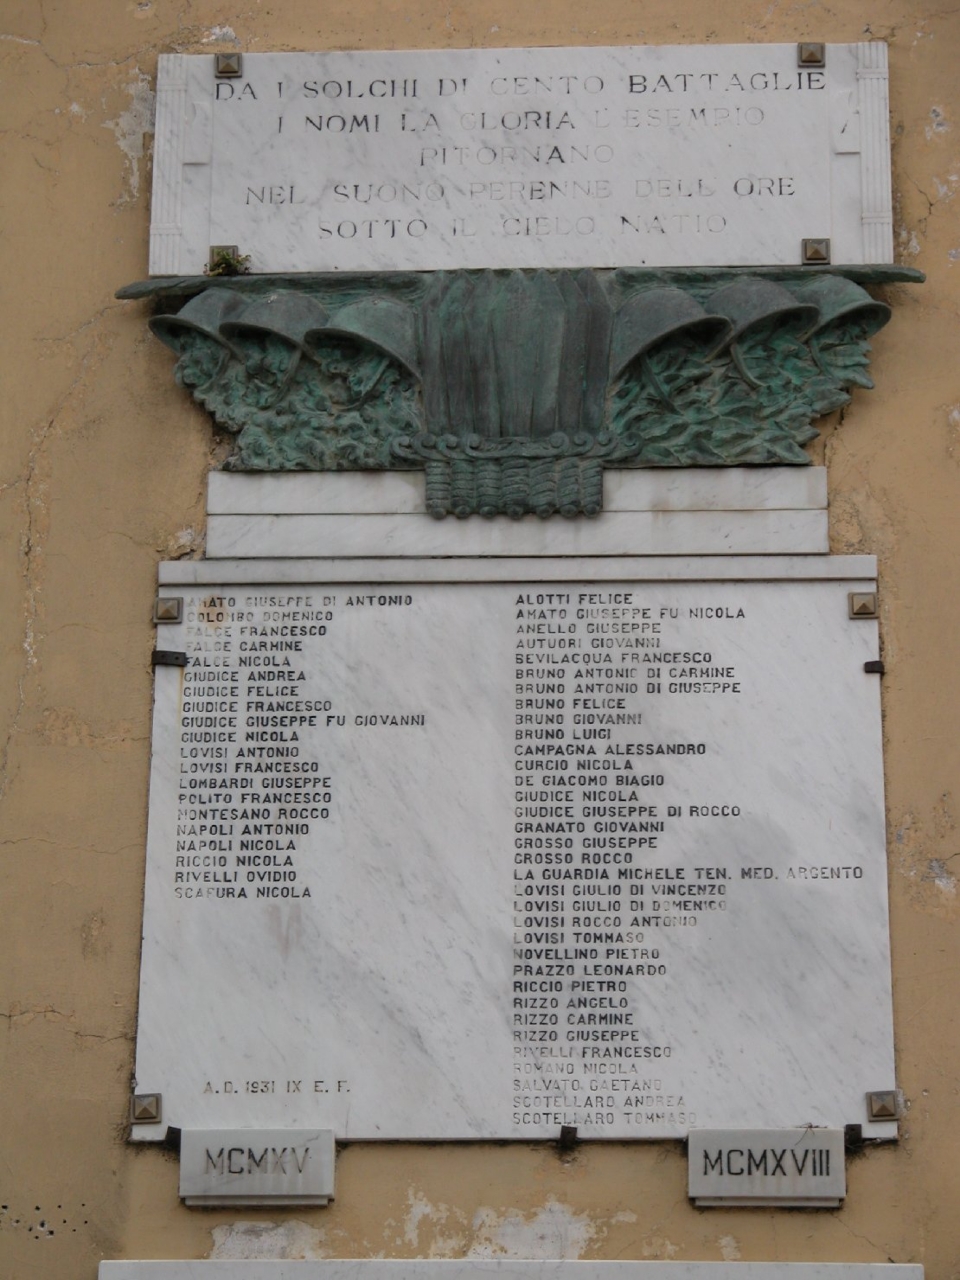 DA I SOLCHI DI CENTO BATTAGLIE
I NOMI LA GLORIA L'ESEMPIO
RITORNANO
NEL SUONO PERENNE DELL'ORE
SOTTO IL CIELO NATIO
AMATO GIUSEPPE DI ANTONIO
COLOMBO DOMENICO
FALCE FRANCESCO
FALCE CARMINE
FALCE NICOLA
GIUDICE ANDREA
GIUDICE FELICE
GIUDICE FRANCESCO
GIUDICE GIUSEPPE FU GIOVANNI
GIUDICE NICOLA
LOVISI ANTONIO
LOVISI FRANCESCO
LOMBARDI GIUSEPPE
POLITO FRANCESCO
MONTESANO ROCCO
NAPOLI ANTONIO
NAPOLI NICOLA
RICCIO NICOLA
RIVELLI OVIDIO
SCAFURA NICOLA
A.D. 1931 IX E. F.
ALOTTI FELICE
AMATO GIUSEPPE FU NICOLA
ANELLO GIUSEPPE
AUTUORI GIOVANNI
BEVILACQUA FRANCESCO
BRUNO ANTONIO DI CARMINE
BRUNO ANTONIO DI GIUSEPPE
BRUNO FELICE
BRUNO GIOVANNI
BRUNO LUIGI
CAMPAGNA ALESSANDRO
CURCIO NICOLA
DE GIACOMO BIAGIO
GIUDICE NICOLA
GIUDICE GIUSEPPE DI ROCCO
GRANATO GIOVANNI
GROSSO GIUSEPPE
GROSSO ROCCO
LA GUARDIA MICHELE TEN. MED. ARGENTO
LOVISI GIULIO DI VINCENZO
LOVISI GIULIO DI DOMENICO
LOVISI ROCCO ANTONIO
LOVISI TOMMASO
NOVELLINO PIETRO
PRAZZO LEONARDO
RICCIO PIETRO
RIZZO ANGELO
RIZZO CARMINE
RIZZO GIUSEPPE
RIVELLI FRANCESCO
ROMANO NICOLA
SALVATO GAETANO
SCOTELLARO ANDREA
SCOTELLARO TOMMASO
MCMXV
MCMXVIII